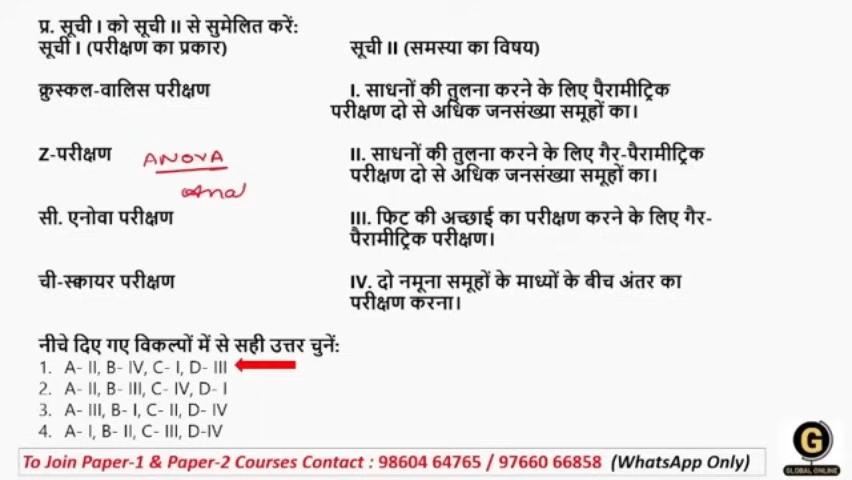 प्र. सूची I को सूची II से सुमेलित करें:
सूची I (परीक्षण का प्रकार) सूची II (समस्या का विषय)
क्रुस्कल-वालिस परीक्षण I. साधनों की तुलना करने के लिए पैरामीट्रिक
परीक्षण दो से अधिक जनसंख्या समूहों का।
Z-परीक्षण ANOVA II. साधनों की तुलना करने के लिए गैर-पैरामीट्रिक
Anal परीक्षण दो से अधिक जनसंख्या समूहों का।
सी. एनोवा परीक्षण III. फिट की अच्छाई का परीक्षण करने के लिए गैर-
पैरामीट्रिक परीक्षण।
ची-स्क्वायर परीक्षण IV. दो नमूना समूहों के माध्यों के बीच अंतर का
परीक्षण करना।
नीचे दिए गए विकल्पों में से सही उत्तर चुनें:
1. A- II, B- IV, C- I, D- III
2. A- II, B- III, C- IV, D- I
3. A- III, B- I, C- II, D- IV
4. A- I, B- II, C- III, D-IV
To Join Paper-1 & Paper-2 Courses Contact : 98604 64765 / 97660 66858 (WhatsApp Only)
G
GLOBAL ONLINE